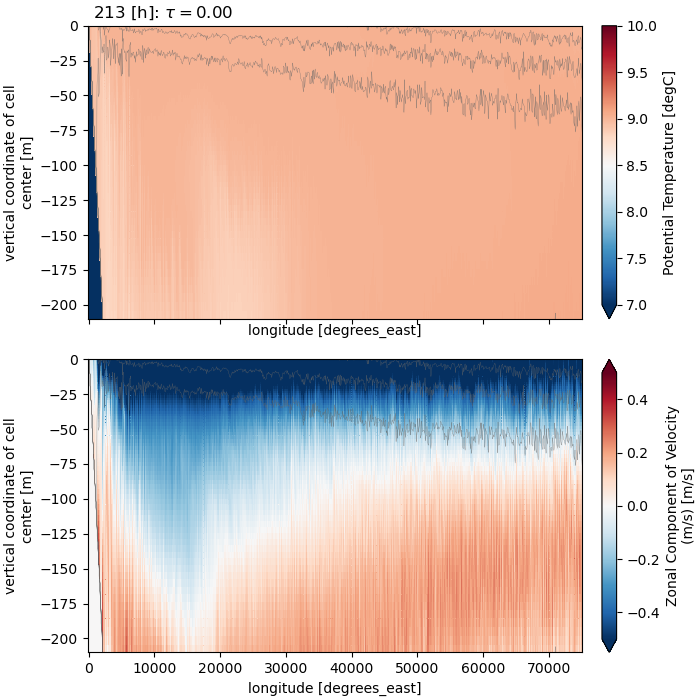 213 [h]: τ = 0.00
0
−25
−50
−75
−100
−125
−150
−175
−200
vertical coordinate of cell
center [m]
longitude [degrees_east]
10.0
9.5
9.0
8.5
8.0
7.5
7.0
Potential Temperature [degC]
0
−25
−50
−75
−100
−125
−150
−175
−200
vertical coordinate of cell
center [m]
0 10000 20000 30000 40000 50000 60000 70000
longitude [degrees_east]
0.4
0.2
0.0
−0.2
−0.4
Zonal Component of Velocity
(m/s) [m/s]